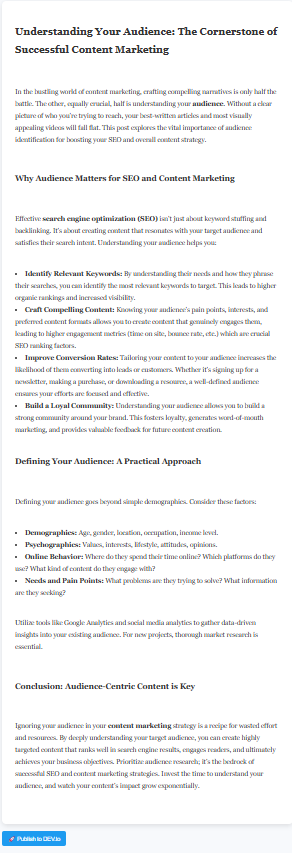 Understanding Your Audience: The Cornerstone of
Successful Content Marketing
In the bustling world of content marketing, crafting compelling narratives is only half the
battle. The other, equally crucial, half is understanding your audience. Without a clear
picture of who you're trying to reach, your best-written articles and most visually
appealing videos will fall flat. This post explores the vital importance of audience
identification for boosting your SEO and overall content strategy.
Why Audience Matters for SEO and Content Marketing
Effective search engine optimization (SEO) isn't just about keyword stuffing and
backlinking. It's about creating content that resonates with your target audience and
satisfies their search intent. Understanding your audience helps you:
• Identify Relevant Keywords: By understanding their needs and how they phrase
their searches, you can identify the most relevant keywords to target. This leads to higher
organic rankings and increased visibility.
• Craft Compelling Content: Knowing your audience's pain points, interests, and
preferred content formats allows you to create content that genuinely engages them,
leading to higher engagement metrics (time on site, bounce rate, etc.) which are crucial
SEO ranking factors.
• Improve Conversion Rates: Tailoring your content to your audience increases the
likelihood of them converting into leads or customers. Whether it's signing up for a
newsletter, making a purchase, or downloading a resource, a well-defined audience
ensures your efforts are focused and effective.
• Build a Loyal Community: Understanding your audience allows you to build a
strong community around your brand. This fosters loyalty, generates word-of-mouth
marketing, and provides valuable feedback for future content creation.
Defining Your Audience: A Practical Approach
Defining your audience goes beyond simple demographics. Consider these factors:
• Demographics: Age, gender, location, occupation, income level.
• Psychographics: Values, interests, lifestyle, attitudes, opinions.
• Online Behavior: Where do they spend their time online? Which platforms do they
use? What kind of content do they engage with?
• Needs and Pain Points: What problems are they trying to solve? What information
are they seeking?
Utilize tools like Google Analytics and social media analytics to gather data-driven
insights into your existing audience. For new projects, thorough market research is
essential.
Conclusion: Audience-Centric Content is Key
Ignoring your audience in your content marketing strategy is a recipe for wasted effort
and resources. By deeply understanding your target audience, you can create highly
targeted content that ranks well in search engine results, engages readers, and ultimately
achieves your business objectives. Prioritize audience research; it's the bedrock of
successful SEO and content marketing strategies. Invest the time to understand your
audience, and watch your content's impact grow exponentially.
Publish to DEV.to